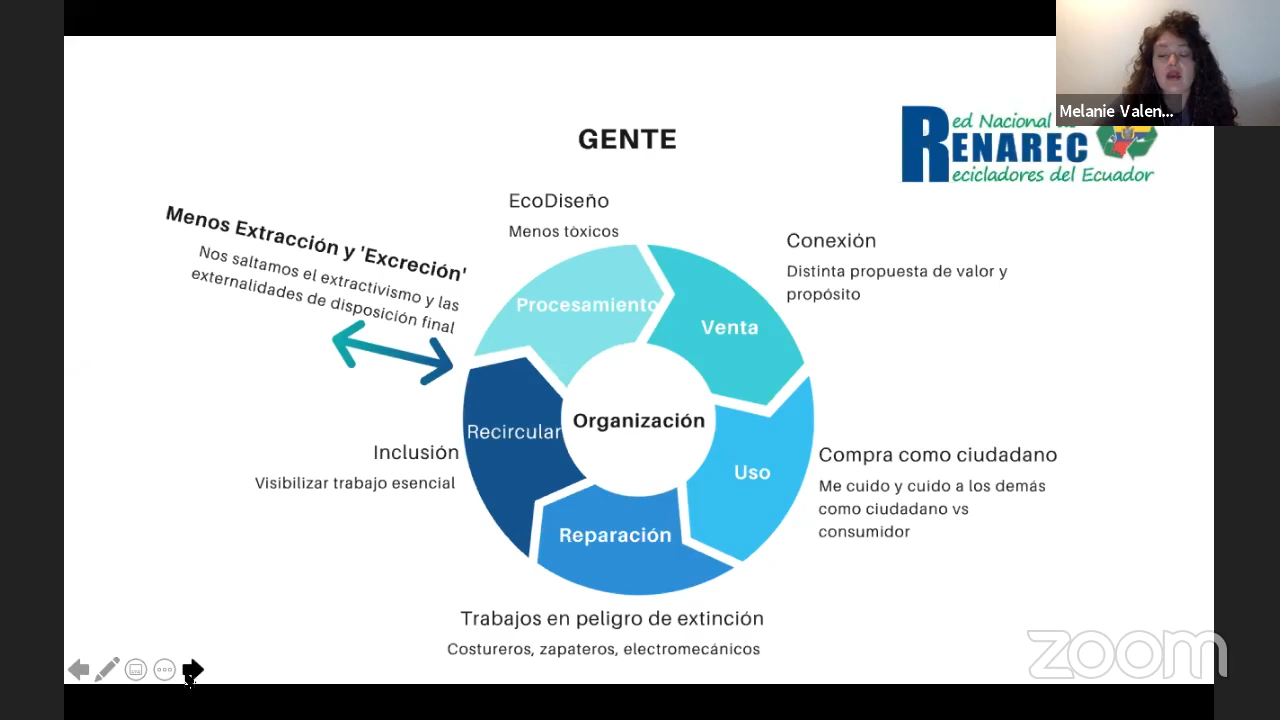 Melanie Valen...
Red Nacional de
RENAREC
Recicladores del Ecuador
GENTE
EcoDiseño
Menos tòxicos
Conexión
Distinta propuesta de valor y
propósito
Menos Extracción y 'Excreción'
Nos saltamos el extractivismo y las
externalidades de disposición final
Procesamiento
Venta
Organización
Recircular
Uso
Reparación
Inclusión
Visibilizar trabajo esencial
Compra como ciudadano
Me cuido y cuido a los demás
como ciudadano vs
consumidor
Trabajos en peligro de extinción
Costureros, zapateros, electromecánicos
zoom